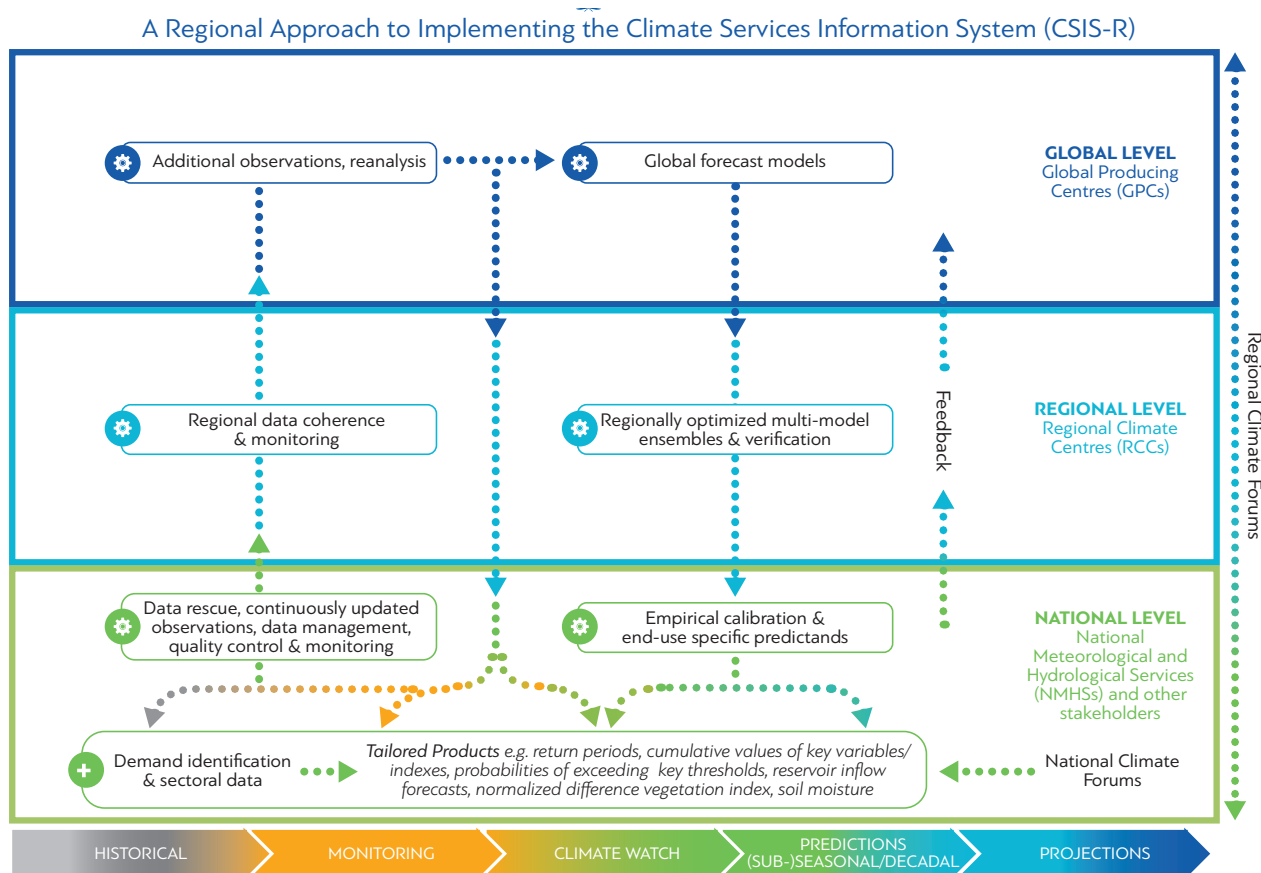 A Regional Approach to Implementing the Climate Services Information System (CSIS-R)
Additional observations, reanalysis
Global forecast models
GLOBAL LEVEL
Global Producing
Centres (GPCs)
Regional data coherence
& monitoring
Regionally optimized multi-model
ensembles & verification
Feedback
REGIONAL LEVEL
Regional Climate
Centres (RCCs)
Regional Climate Forums
Data rescue, continuously updated
observations, data management,
quality control & monitoring
Empirical calibration &
end-use specific predictands
NATIONAL LEVEL
National
Meteorological and
Hydrological Services
(NMHSs) and other
stakeholders
Demand identification
& sectoral data
Tailored Products e.g. return periods, cumulative values of key variables/
indexes, probabilities of exceeding key thresholds, reservoir inflow
forecasts, normalized difference vegetation index, soil moisture
National Climate
Forums
HISTORICAL
MONITORING
CLIMATE WATCH
PREDICTIONS
(SUB-)SEASONAL/DECADAL
PROJECTIONS